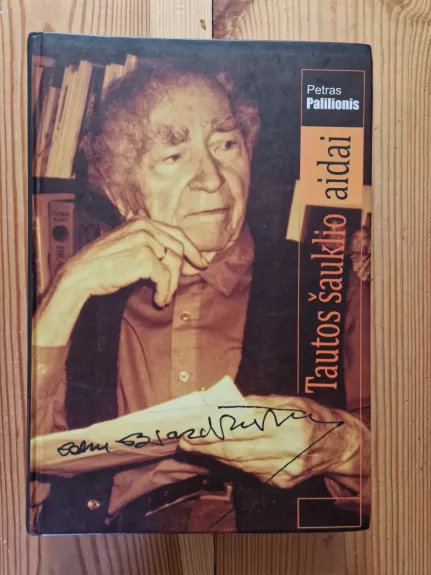 Petras
Palilionis
Tautos šauklio aidai